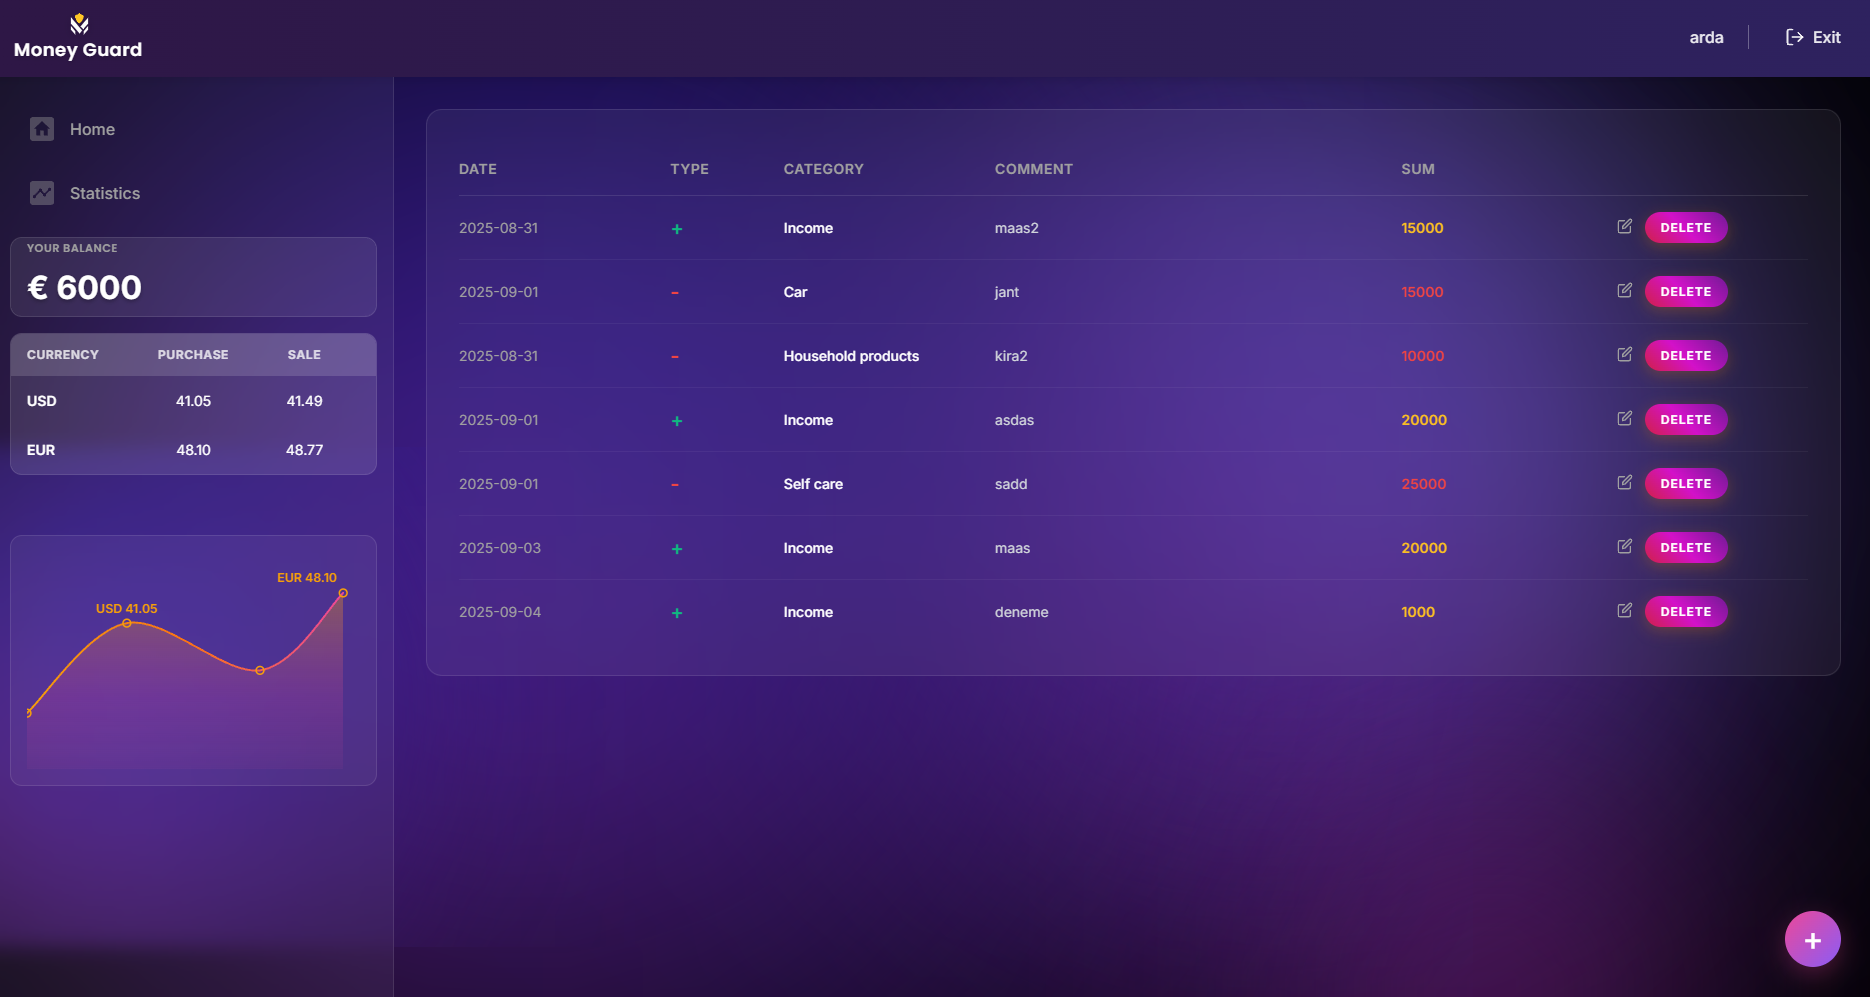 Money Guard
arda
Exit
Home
Statistics
YOUR BALANCE
€ 6000
CURRENCY PURCHASE SALE
USD 41.05 41.49
EUR 48.10 48.77
EUR 48.10
USD 41.05
DATE TYPE CATEGORY COMMENT SUM
2025-08-31 + Income maas2 15000 DELETE
2025-09-01 - Car jant 15000 DELETE
2025-08-31 - Household products kira2 10000 DELETE
2025-09-01 + Income asdas 20000 DELETE
2025-09-01 - Self care sadd 25000 DELETE
2025-09-03 + Income maas 20000 DELETE
2025-09-04 + Income deneme 1000 DELETE
+